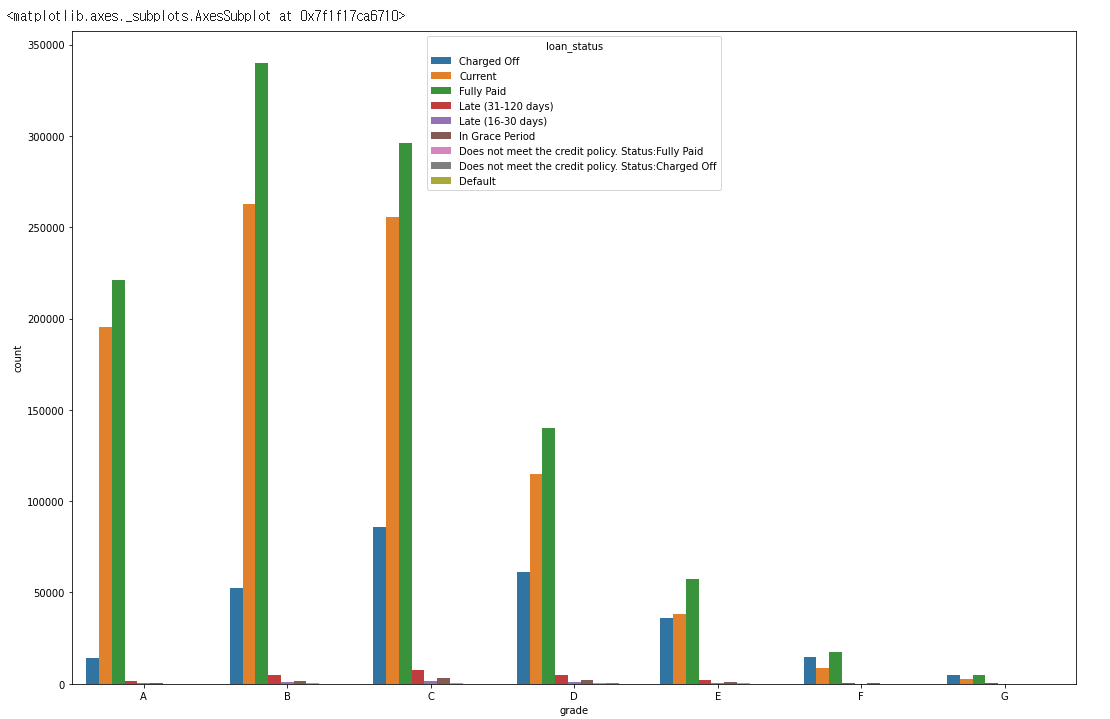 <matplotlib.axes._subplots.AxesSubplot at 0x7f1f17ca6710>
loan_status
Charged Off
Current
Fully Paid
Late (31-120 days)
Late (16-30 days)
In Grace Period
Does not meet the credit policy. Status:Fully Paid
Does not meet the credit policy. Status:Charged Off
Default
350000
300000
250000
200000
150000
100000
50000
0
count
A B C D E F G
grade